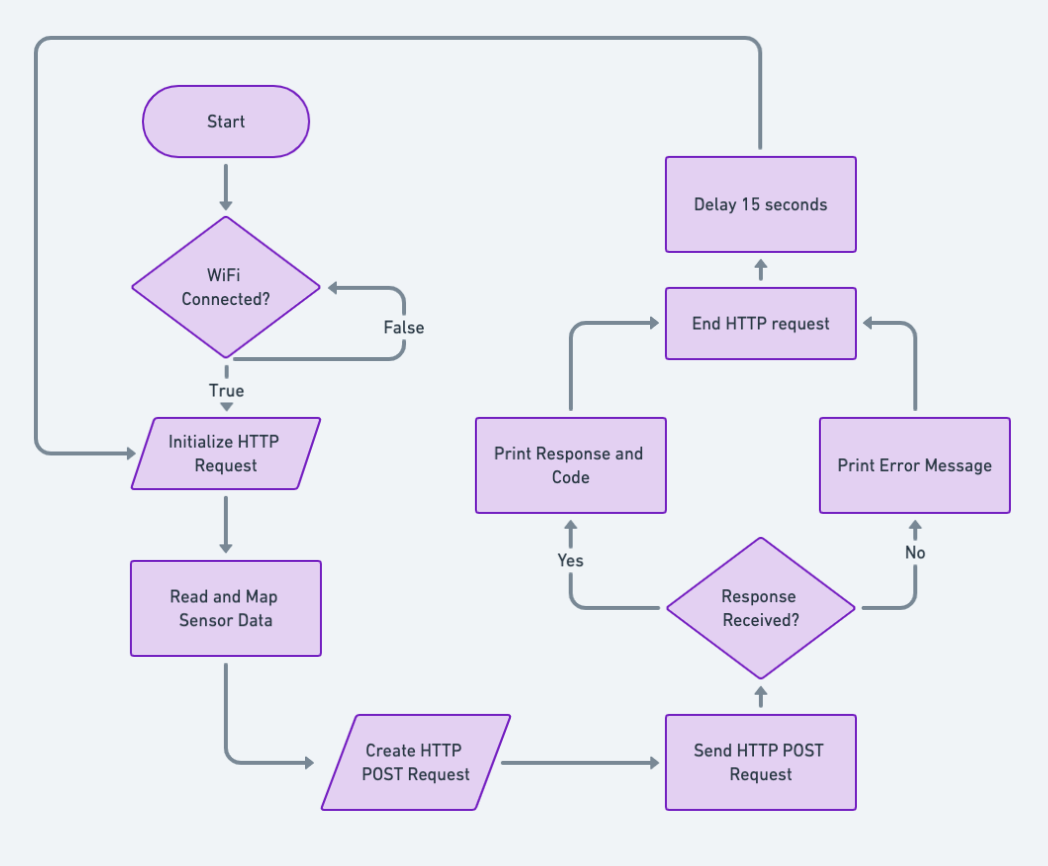 Start
WiFi
Connected?
False
True
Initialize HTTP
Request
Read and Map
Sensor Data
Create HTTP
POST Request
Send HTTP POST
Request
Response
Received?
Yes
No
Print Response and
Code
Print Error Message
End HTTP request
Delay 15 seconds